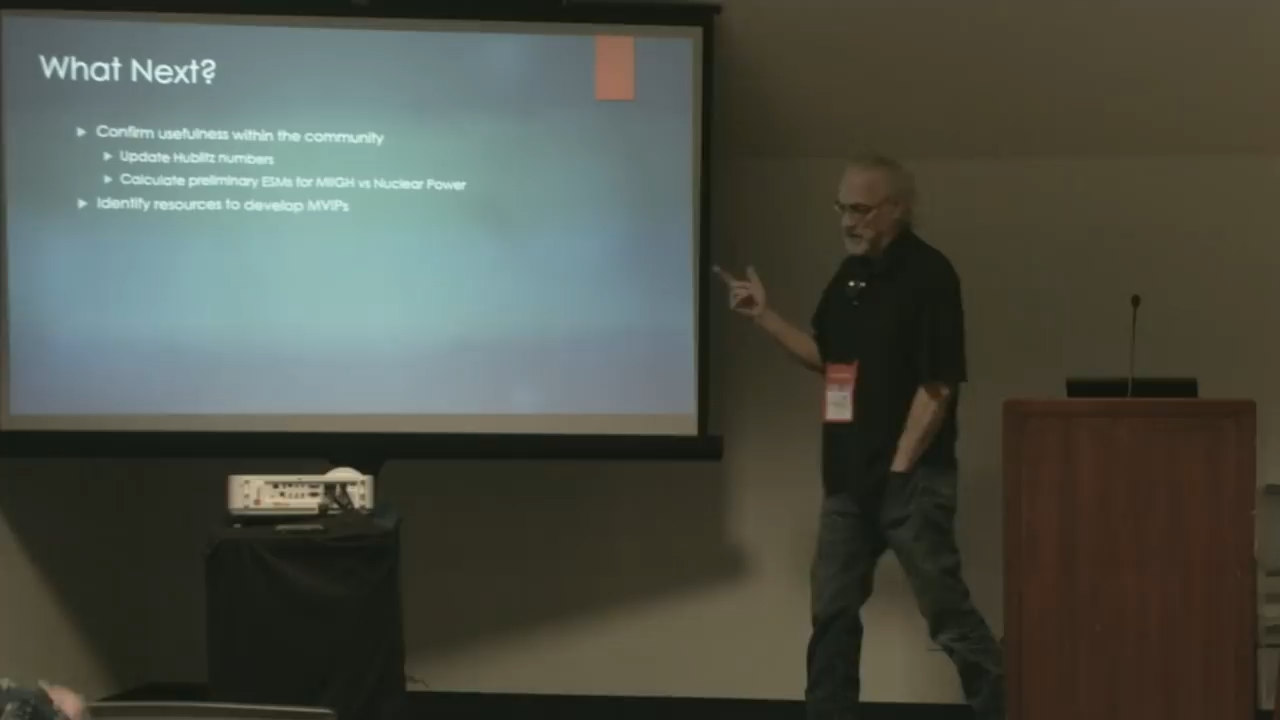 What Next?
Confirm usefulness within the community
Update Hublitz numbers
Calculate preliminary ESMs for MIIGH vs Nuclear Power
Identify resources to develop MVIPs